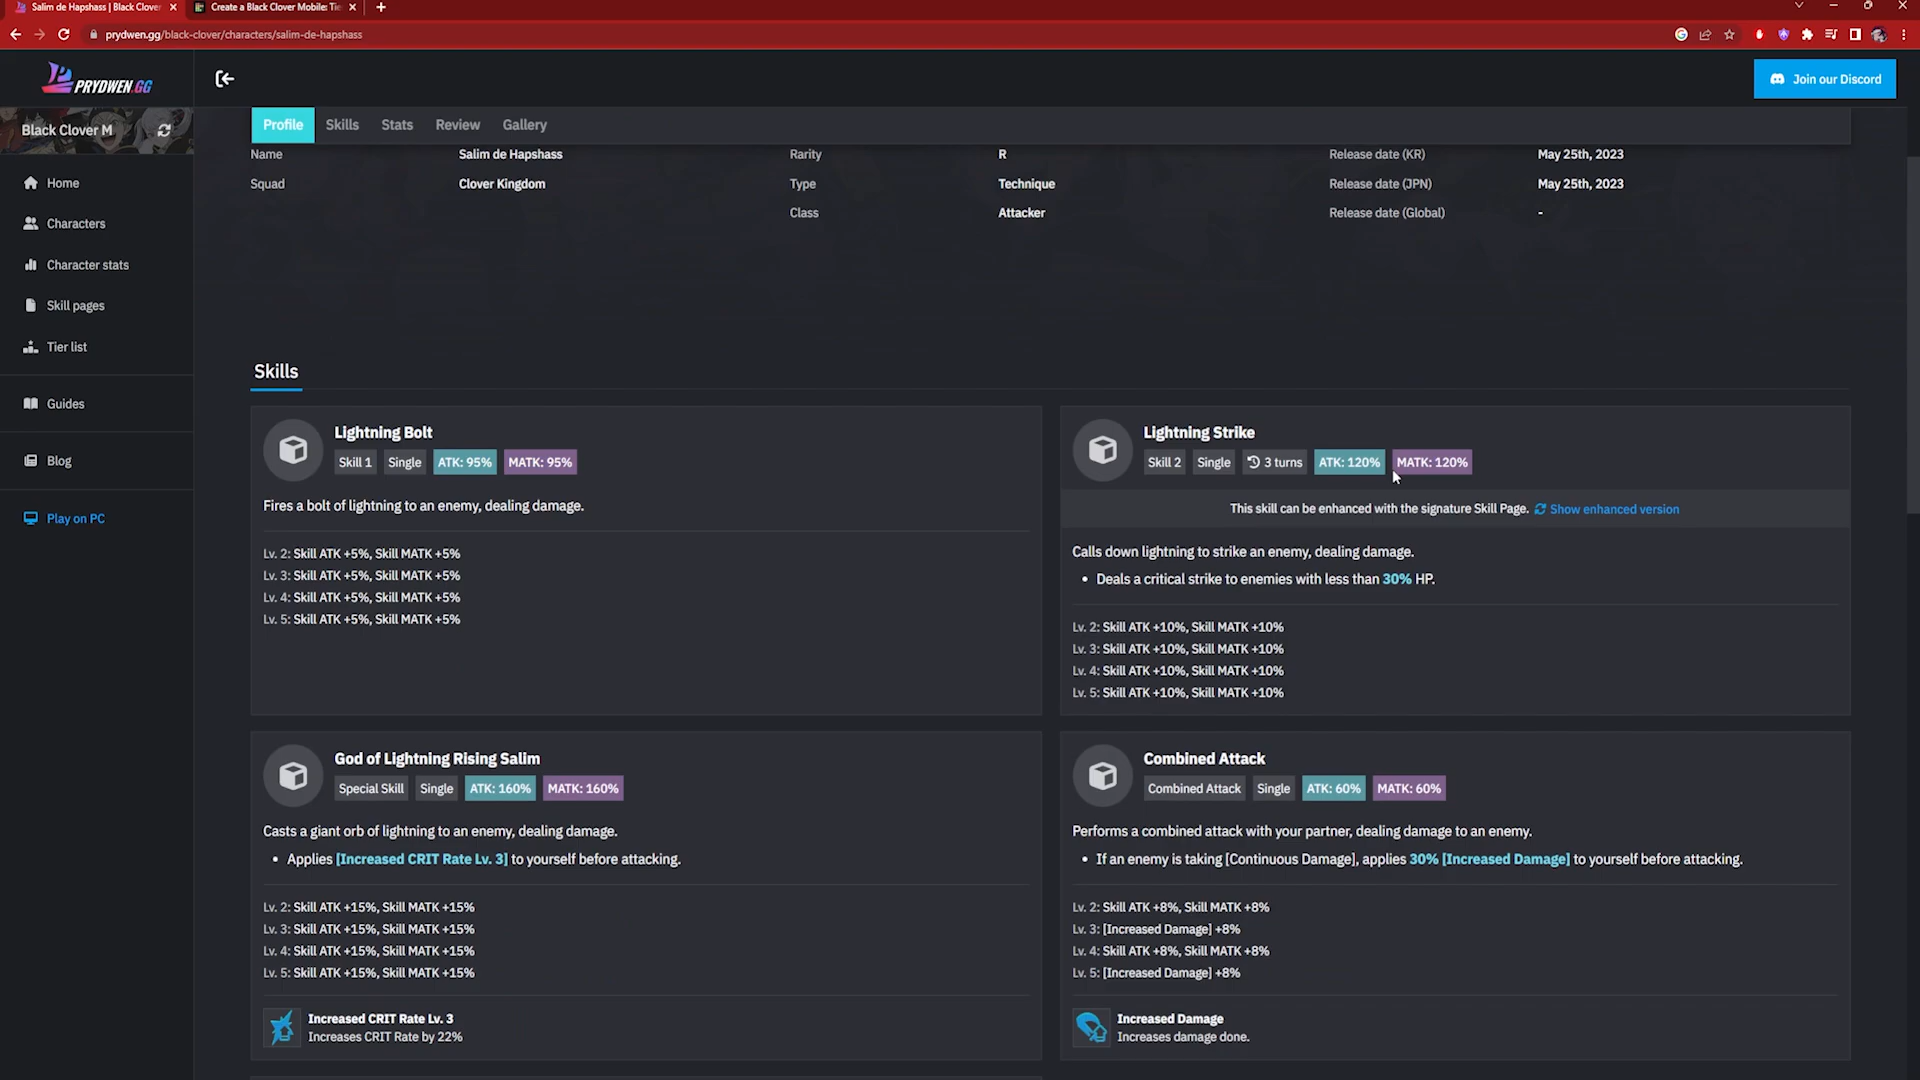 Salim de Hapshass | Black Clover
Create a Black Clover Mobile: Tie
prydwen.gg/black-clover/characters/salim-de-hapshass
PRYDWEN.GG
Join our Discord
Black Clover M
Home
Characters
Character stats
Skill pages
Tier list
Guides
Blog
Play on PC
Profile Skills Stats Review Gallery
Name Salim de Hapshass Rarity R Release date (KR) May 25th, 2023
Squad Clover Kingdom Type Technique Release date (JPN) May 25th, 2023
Class Attacker Release date (Global) -
Skills
Lightning Bolt
Skill 1 Single ATK: 95% MATK: 95%
Fires a bolt of lightning to an enemy, dealing damage.
Lv. 2: Skill ATK +5%, Skill MATK +5%
Lv. 3: Skill ATK +5%, Skill MATK +5%
Lv. 4: Skill ATK +5%, Skill MATK +5%
Lv. 5: Skill ATK +5%, Skill MATK +5%
Lightning Strike
Skill 2 Single 3 turns ATK: 120% MATK: 120%
This skill can be enhanced with the signature Skill Page. Show enhanced version
Calls down lightning to strike an enemy, dealing damage.
• Deals a critical strike to enemies with less than 30% HP.
Lv. 2: Skill ATK +10%, Skill MATK +10%
Lv. 3: Skill ATK +10%, Skill MATK +10%
Lv. 4: Skill ATK +10%, Skill MATK +10%
Lv. 5: Skill ATK +10%, Skill MATK +10%
God of Lightning Rising Salim
Special Skill Single ATK: 160% MATK: 160%
Casts a giant orb of lightning to an enemy, dealing damage.
• Applies [Increased CRIT Rate Lv. 3] to yourself before attacking.
Lv. 2: Skill ATK +15%, Skill MATK +15%
Lv. 3: Skill ATK +15%, Skill MATK +15%
Lv. 4: Skill ATK +15%, Skill MATK +15%
Lv. 5: Skill ATK +15%, Skill MATK +15%
Increased CRIT Rate Lv. 3
Increases CRIT Rate by 22%
Combined Attack
Combined Attack Single ATK: 60% MATK: 60%
Performs a combined attack with your partner, dealing damage to an enemy.
• If an enemy is taking [Continuous Damage], applies 30% [Increased Damage] to yourself before attacking.
Lv. 2: Skill ATK +8%, Skill MATK +8%
Lv. 3: [Increased Damage] +8%
Lv. 4: Skill ATK +8%, Skill MATK +8%
Lv. 5: [Increased Damage] +8%
Increased Damage
Increases damage done.